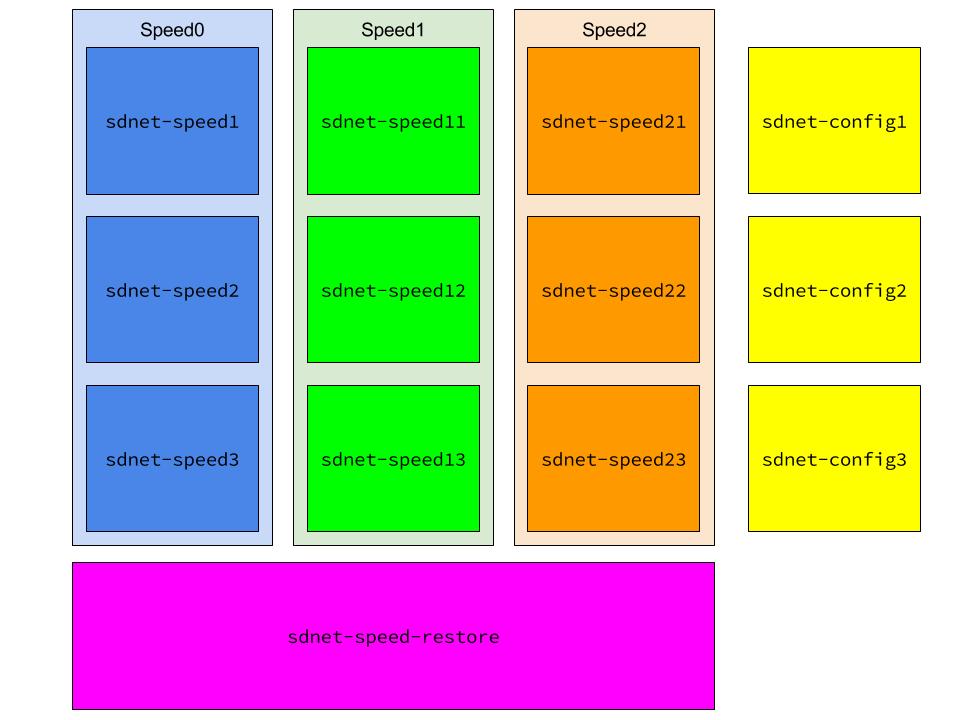 Speed0
Speed1
Speed2
sdnet-speed1
sdnet-speed11
sdnet-speed21
sdnet-config1
sdnet-speed2
sdnet-speed12
sdnet-speed22
sdnet-config2
sdnet-speed3
sdnet-speed13
sdnet-speed23
sdnet-config3
sdnet-speed-restore